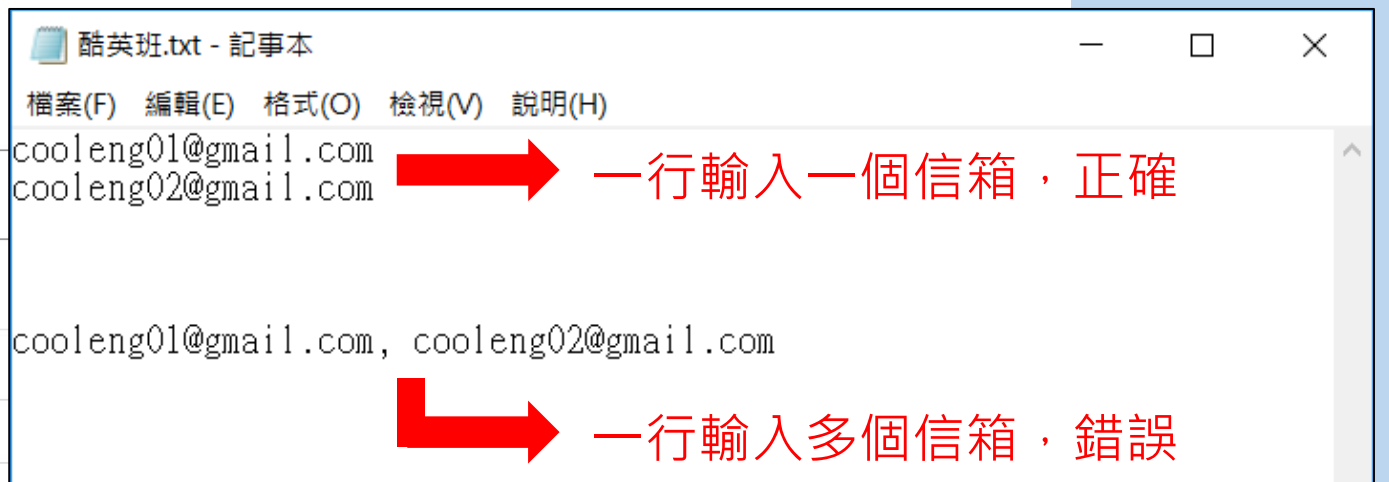 酷英班.txt - 記事本
檔案(F) 編輯(E) 格式(O) 檢視(V) 說明(H)
cooleng01@gmail.com
cooleng02@gmail.com
一行輸入一個信箱，正確
cooleng01@gmail.com, cooleng02@gmail.com
一行輸入多個信箱，錯誤